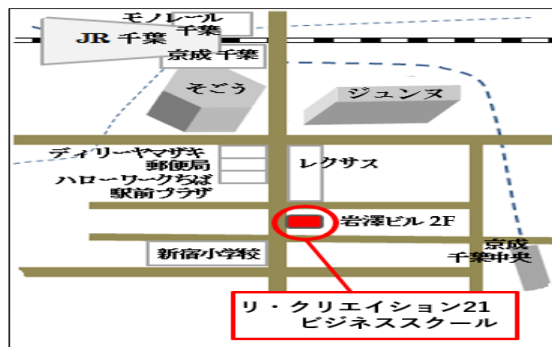 モノレール
千葉
JR 千葉
京成 千葉
そごう
ジュンヌ
ディリーヤマザキ
郵便局
ハローワークちば
駅前プラザ
レクサス
岩澤ビル 2F
新宿小学校
京成
千葉中央
リ・クリエイション21
ビジネススクール